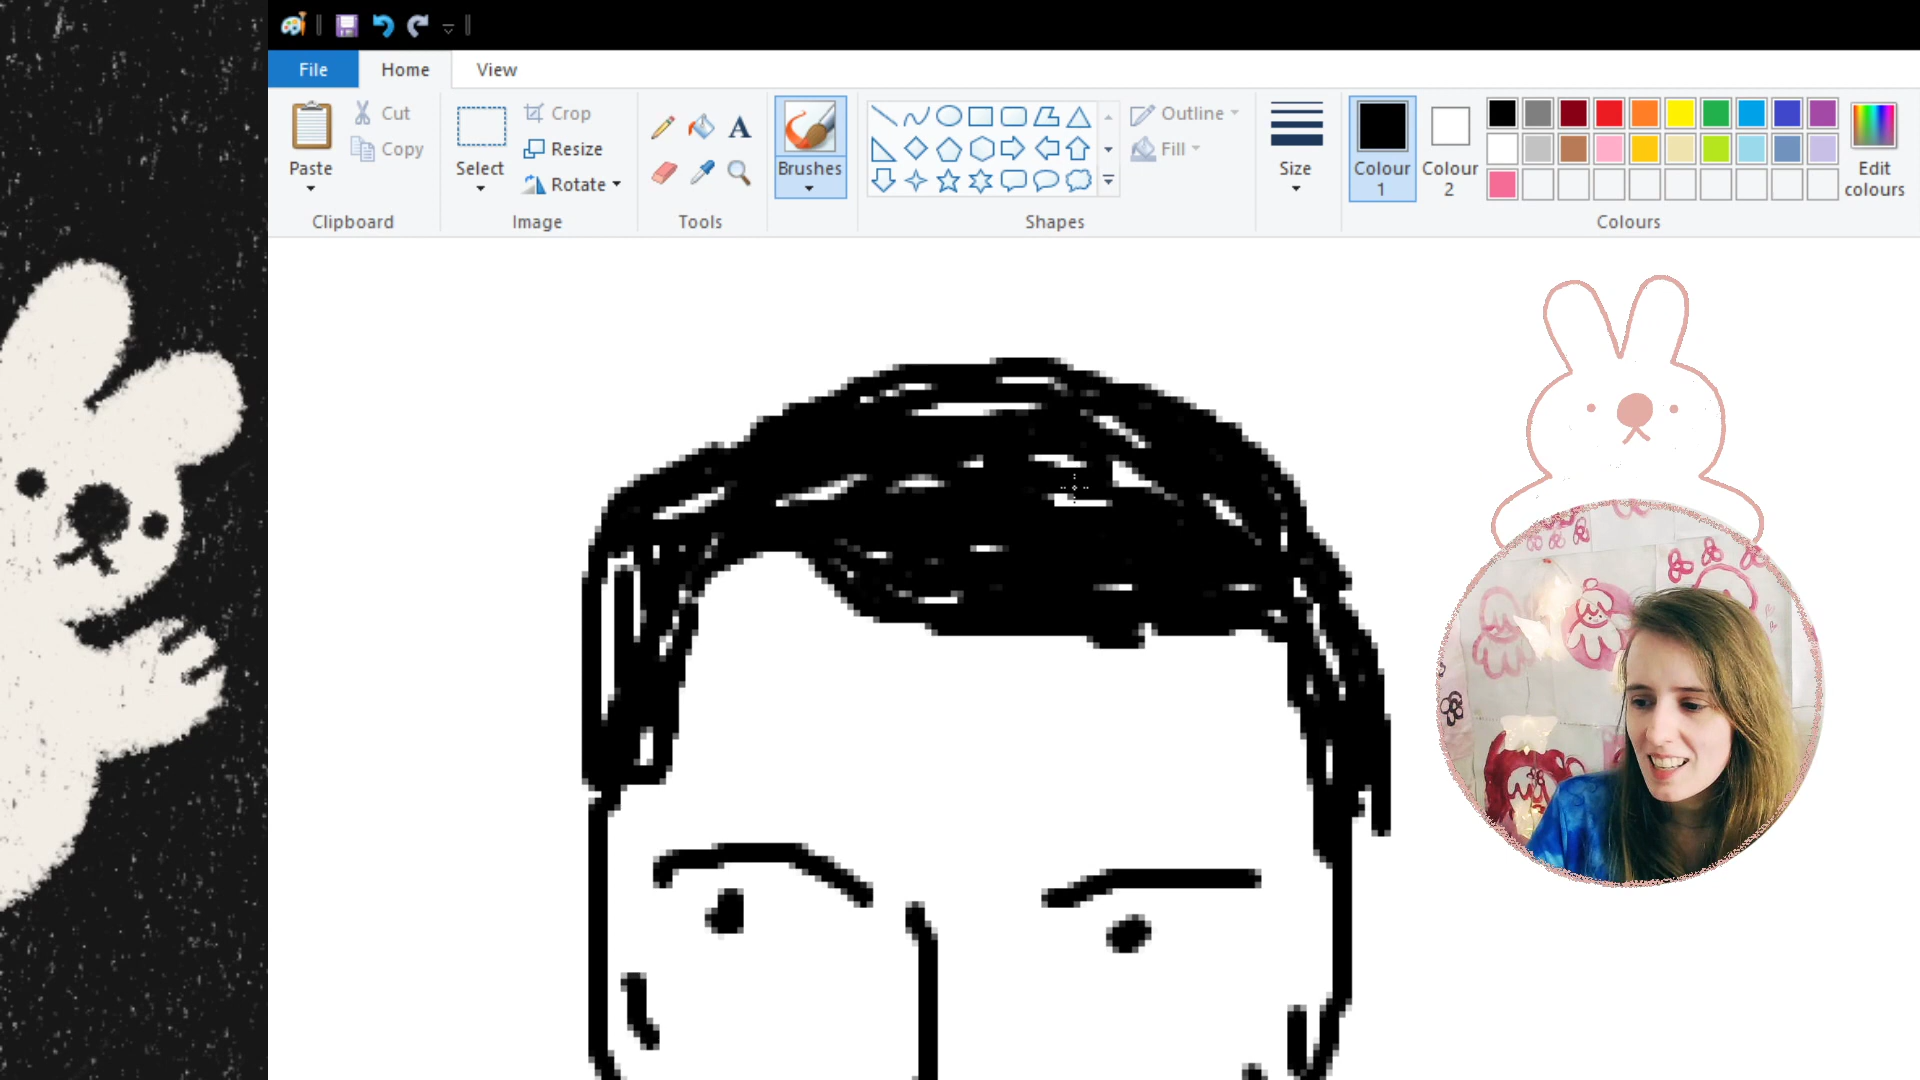 File Home View
Paste
Cut
Copy
Clipboard
Select
Crop
Resize
Rotate
Image
A
Tools
Brushes
Shapes
Outline
Fill
Size
Colour
1
Colour
2
Edit
colours
Colours